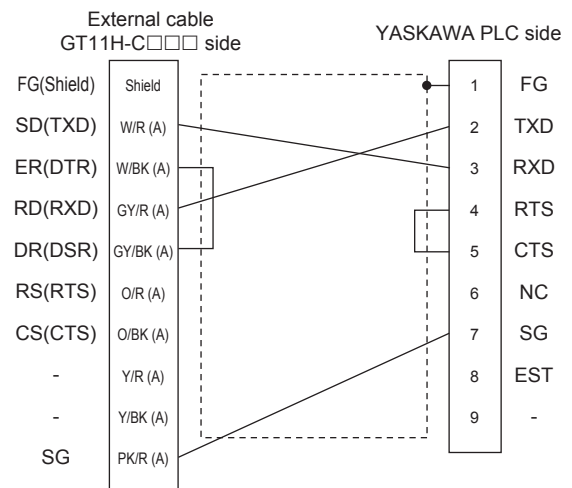 External cable
GT11H-C□□□ side
YASKAWA PLC side
FG(Shield) Shield 1 FG
SD(TXD) W/R (A) 2 TXD
ER(DTR) W/BK (A) 3 RXD
RD(RXD) GY/R (A) 4 RTS
DR(DSR) GY/BK (A) 5 CTS
RS(RTS) O/R (A) 6 NC
CS(CTS) O/BK (A) 7 SG
- Y/R (A) 8 EST
- Y/BK (A) 9 -
SG PK/R (A)